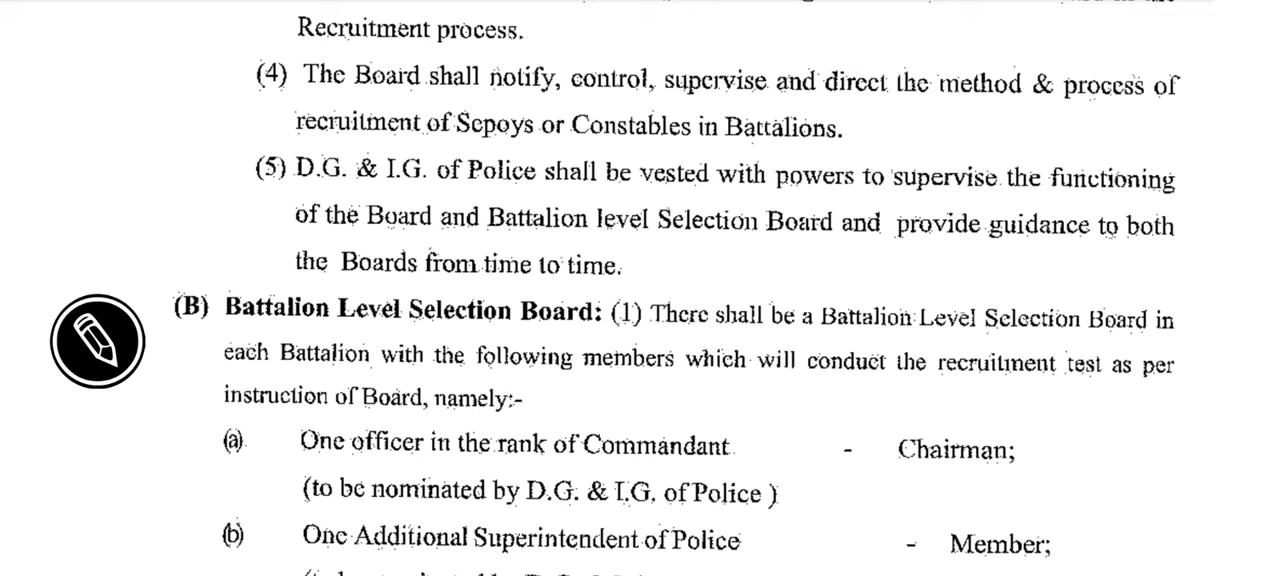 Recruitment process.
(4) The Board shall notify, control, supervise and direct the method & process of
recruitment of Sepoys or Constables in Battalions.
(5) D.G. & I.G. of Police shall be vested with powers to supervise the functioning
of the Board and Battalion level Selection Board and provide guidance to both
the Boards from time to time.
(B) Battalion Level Selection Board: (1) There shall be a Battalion Level Selection Board in
each Battalion with the following members which will conduct the recruitment test as per
instruction of Board, namely:-
(a) One officer in the rank of Commandant - Chairman;
(to be nominated by D.G. & I.G. of Police )
(b) One Additional Superintendent of Police - Member;